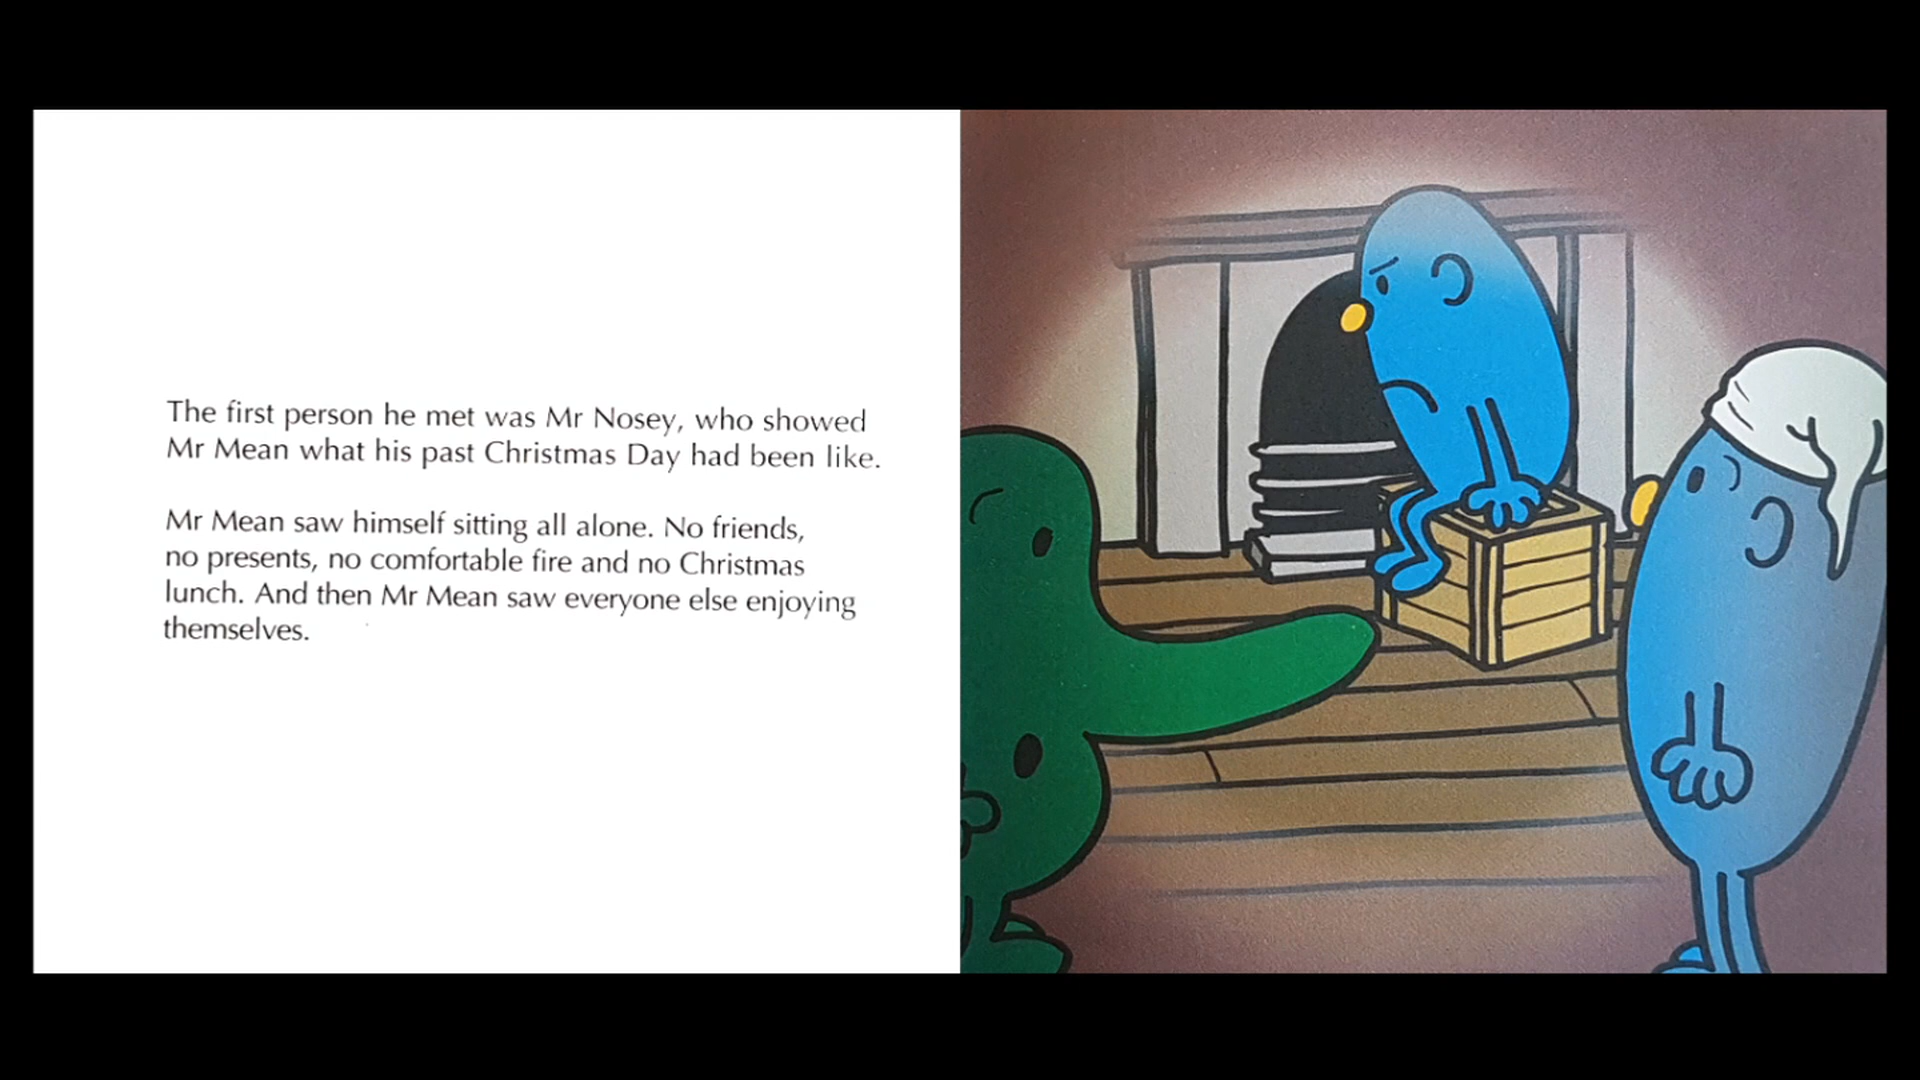 The first person he met was Mr Nosey, who showed
Mr Mean what his past Christmas Day had been like.
Mr Mean saw himself sitting all alone. No friends,
no presents, no comfortable fire and no Christmas
lunch. And then Mr Mean saw everyone else enjoying
themselves.